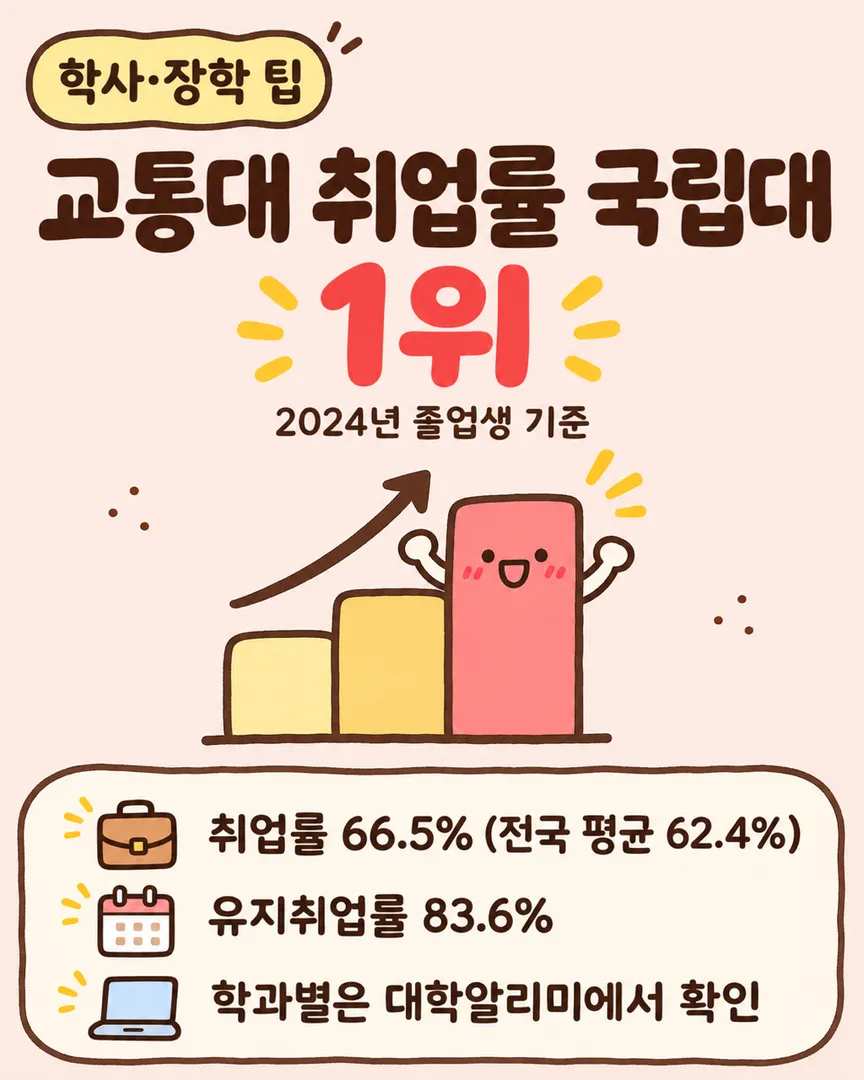 학사·장학 팁
교통대 취업률 국립대
1위
2024년 졸업생 기준
취업률 66.5% (전국 평균 62.4%)
유지취업률 83.6%
학과별은 대학알리미에서 확인